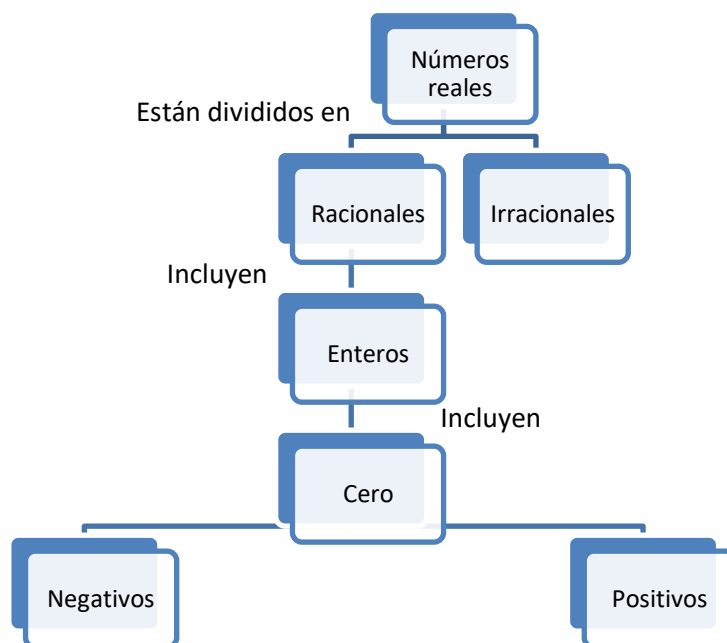 Números
reales
Están divididos en
Racionales
Irracionales
Incluyen
Enteros
Incluyen
Cero
Negativos
Positivos